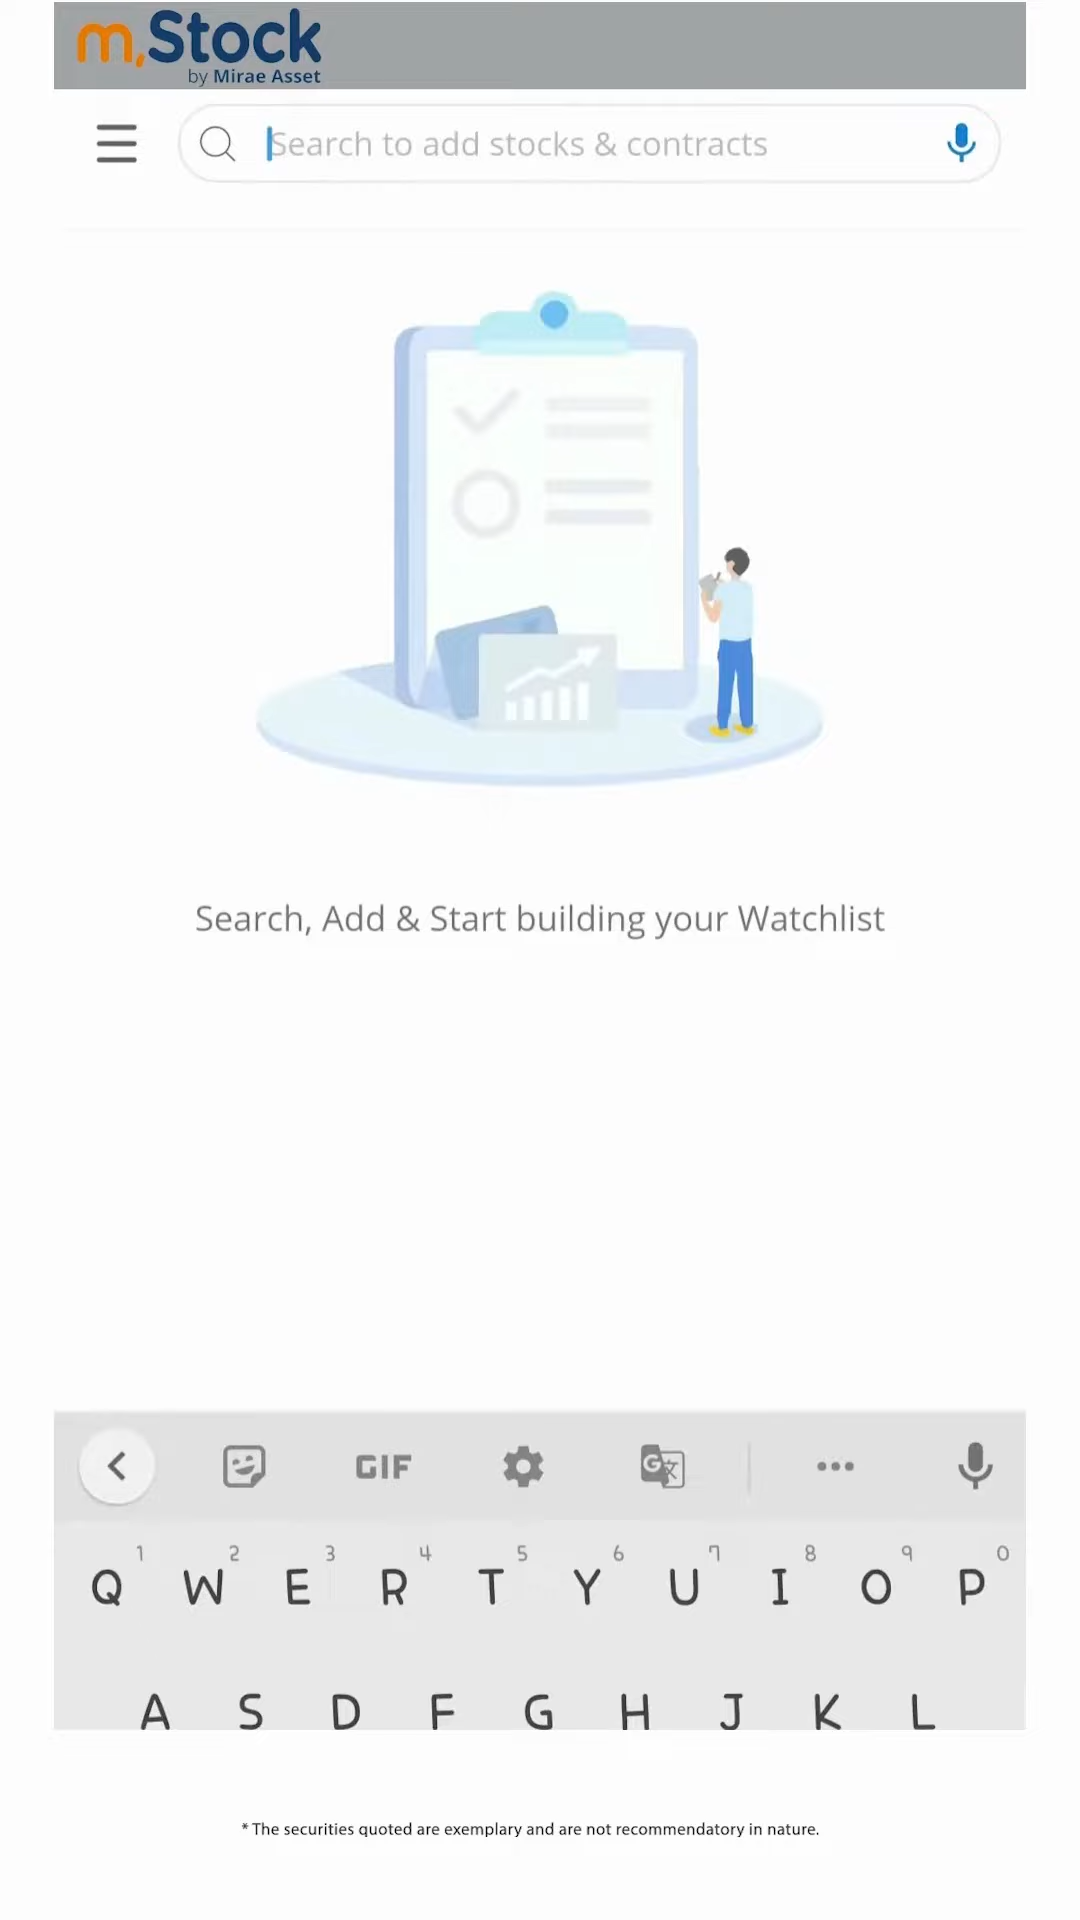 m.Stock
by Mirae Asset
Search to add stocks & contracts
Search, Add & Start building your Watchlist
GIF
G 文
1 2 3 4 5 6 7 8 9 0
Q W E R T Y U I O P
A S D F G H J K L
* The securities quoted are exemplary and are not recommendatory in nature.